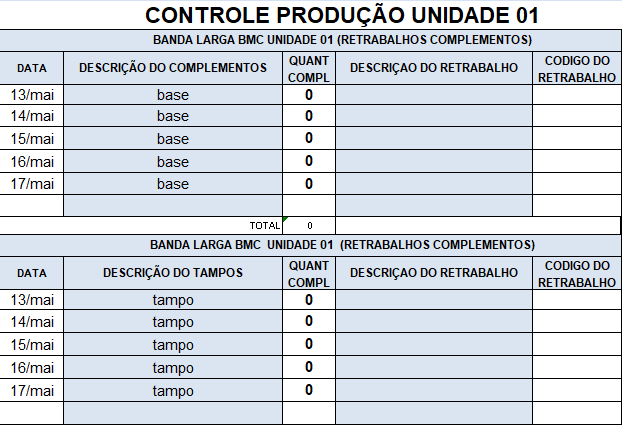 CONTROLE PRODUÇÃO UNIDADE 01
BANDA LARGA BMC UNIDADE 01 (RETRABALHOS COMPLEMENTOS)
DATA DESCRIÇÃO DO COMPLEMENTOS QUANT COMPL DESCRIÇAO DO RETRABALHO CODIGO DO RETRABALHO
13/mai base 0
14/mai base 0
15/mai base 0
16/mai base 0
17/mai base 0
TOTAL 0
BANDA LARGA BMC UNIDADE 01 (RETRABALHOS COMPLEMENTOS)
DATA DESCRIÇÃO DO TAMPOS QUANT COMPL DESCRIÇAO DO RETRABALHO CODIGO DO RETRABALHO
13/mai tampo 0
14/mai tampo 0
15/mai tampo 0
16/mai tampo 0
17/mai tampo 0